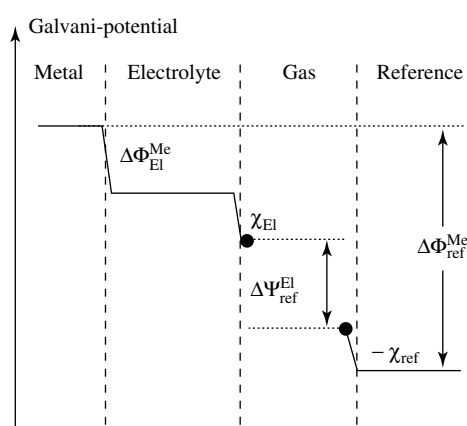 Galvani-potential
Metal Electrolyte Gas Reference
ΔΦ^Me_El
χ_El
ΔΦ^Me_ref
ΔΨ^El_ref
– χ_ref